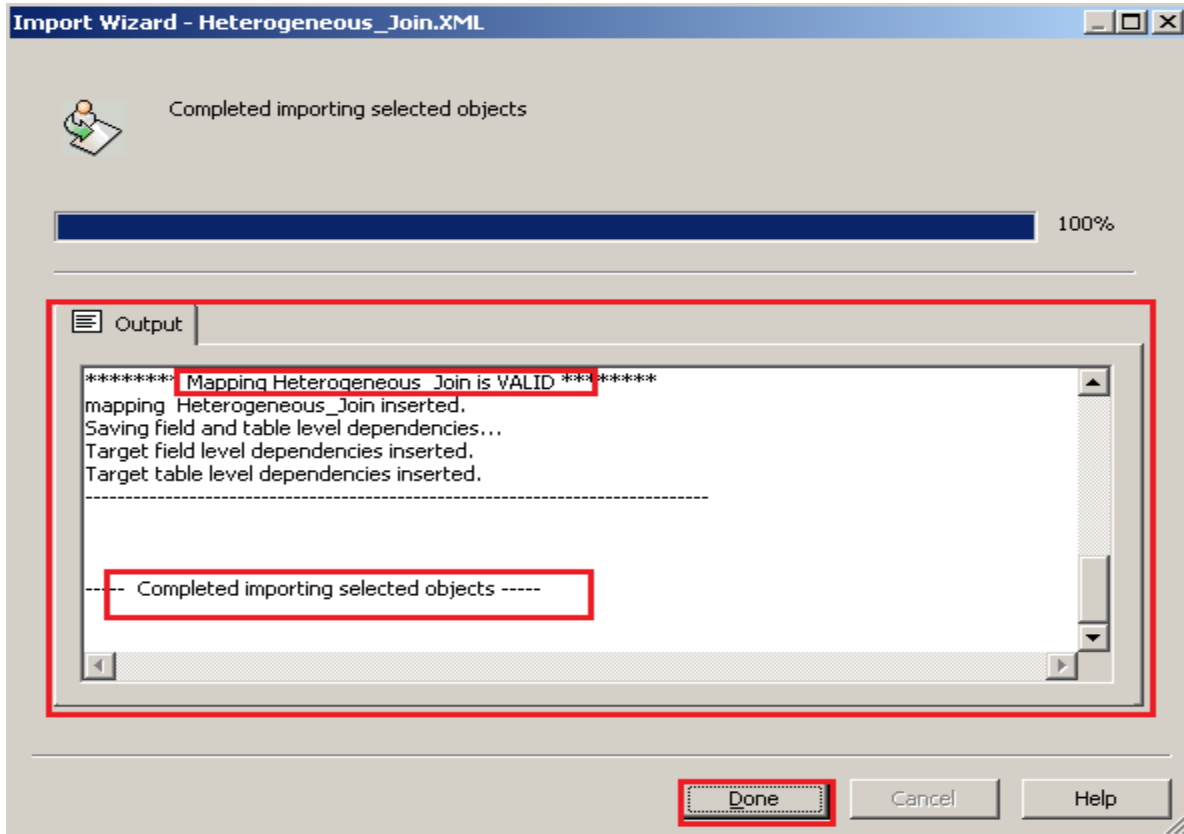 Import Wizard - Heterogeneous_Join.XML
Completed importing selected objects
100%
Output
******** Mapping Heterogeneous_Join is VALID ********
mapping Heterogeneous_Join inserted.
Saving field and table level dependencies...
Target field level dependencies inserted.
Target table level dependencies inserted.
------------------------------------------------------------------------------
----- Completed importing selected objects -----
Done
Cancel
Help